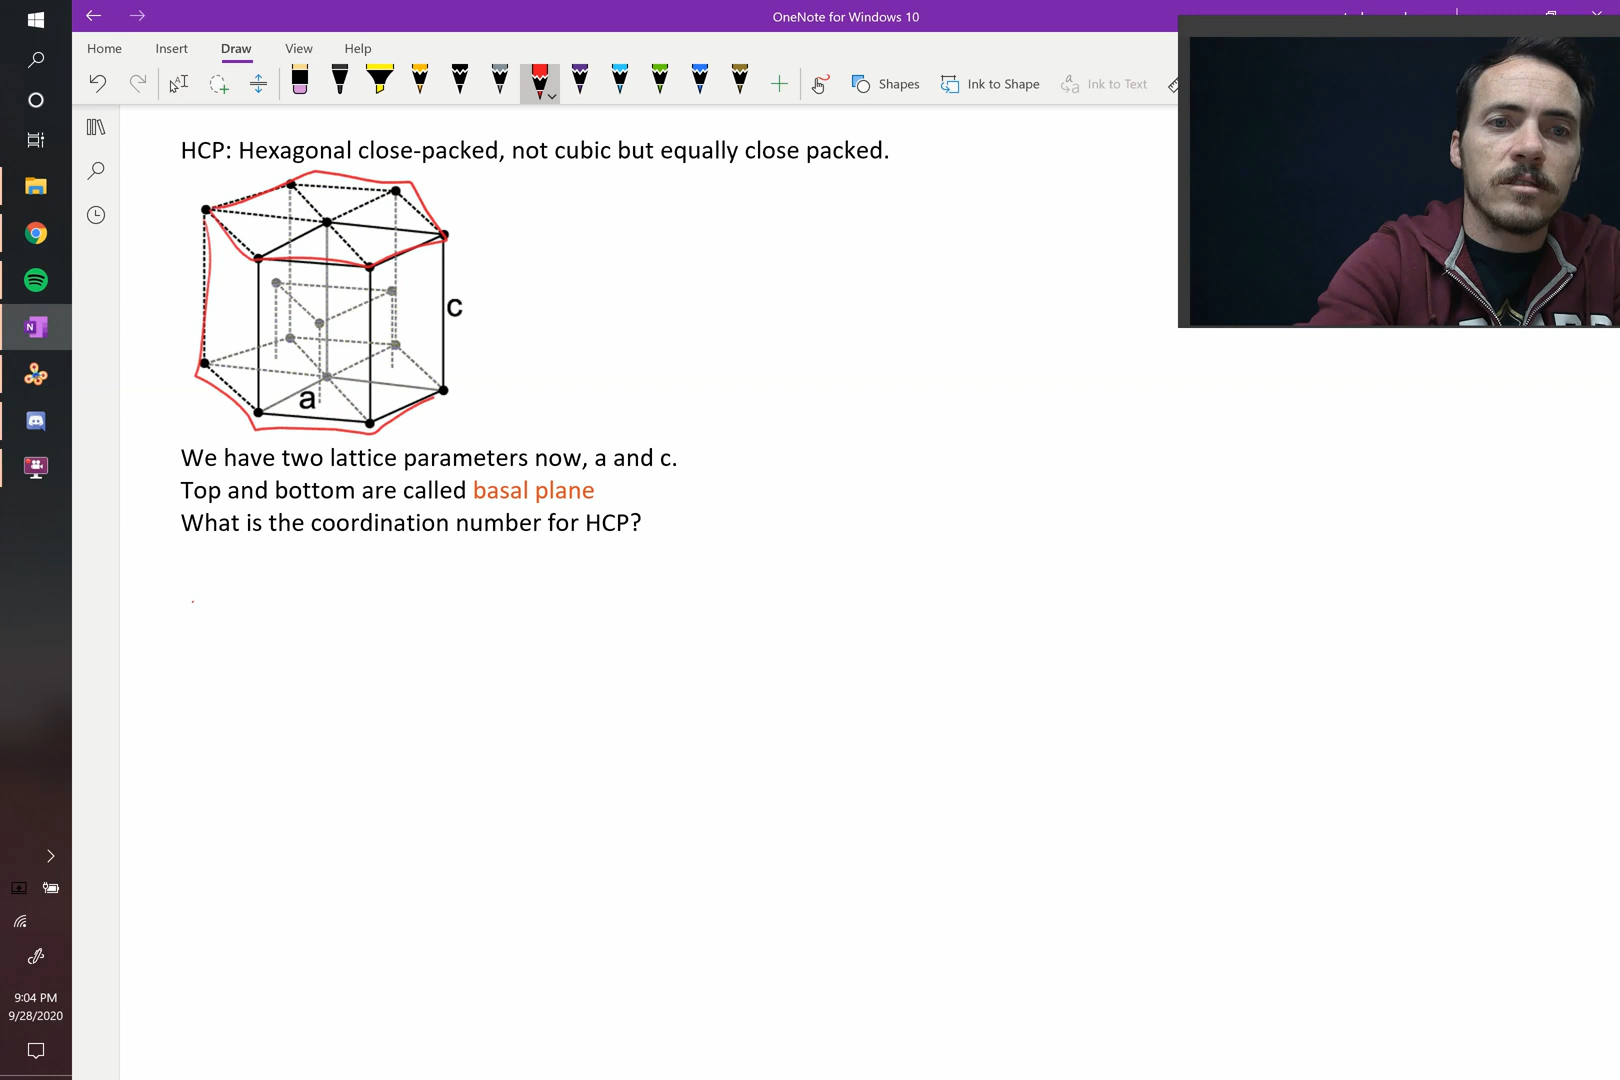 OneNote for Windows 10
Home Insert Draw View Help
Shapes Ink to Shape Ink to Text
HCP: Hexagonal close-packed, not cubic but equally close packed.
c
a
We have two lattice parameters now, a and c.
Top and bottom are called basal plane
What is the coordination number for HCP?
9:04 PM
9/28/2020